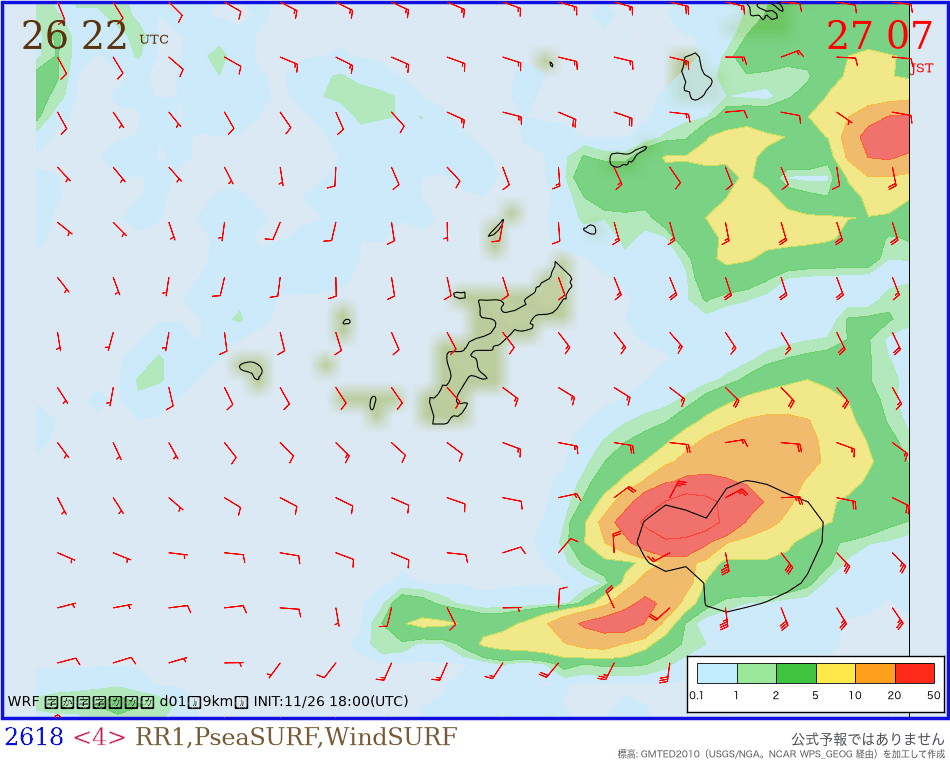 26 22 UTC
27 07
JST
WRF d01 9km INIT:11/26 18:00(UTC)
0.1 1 2 5 10 20 50
2618 <4> RR1,PseaSURF,WindSURF
公式予報ではありません
標高: GMTED2010（USGS/NGA。NCAR WPS_GEOG 経由）を加工して作成